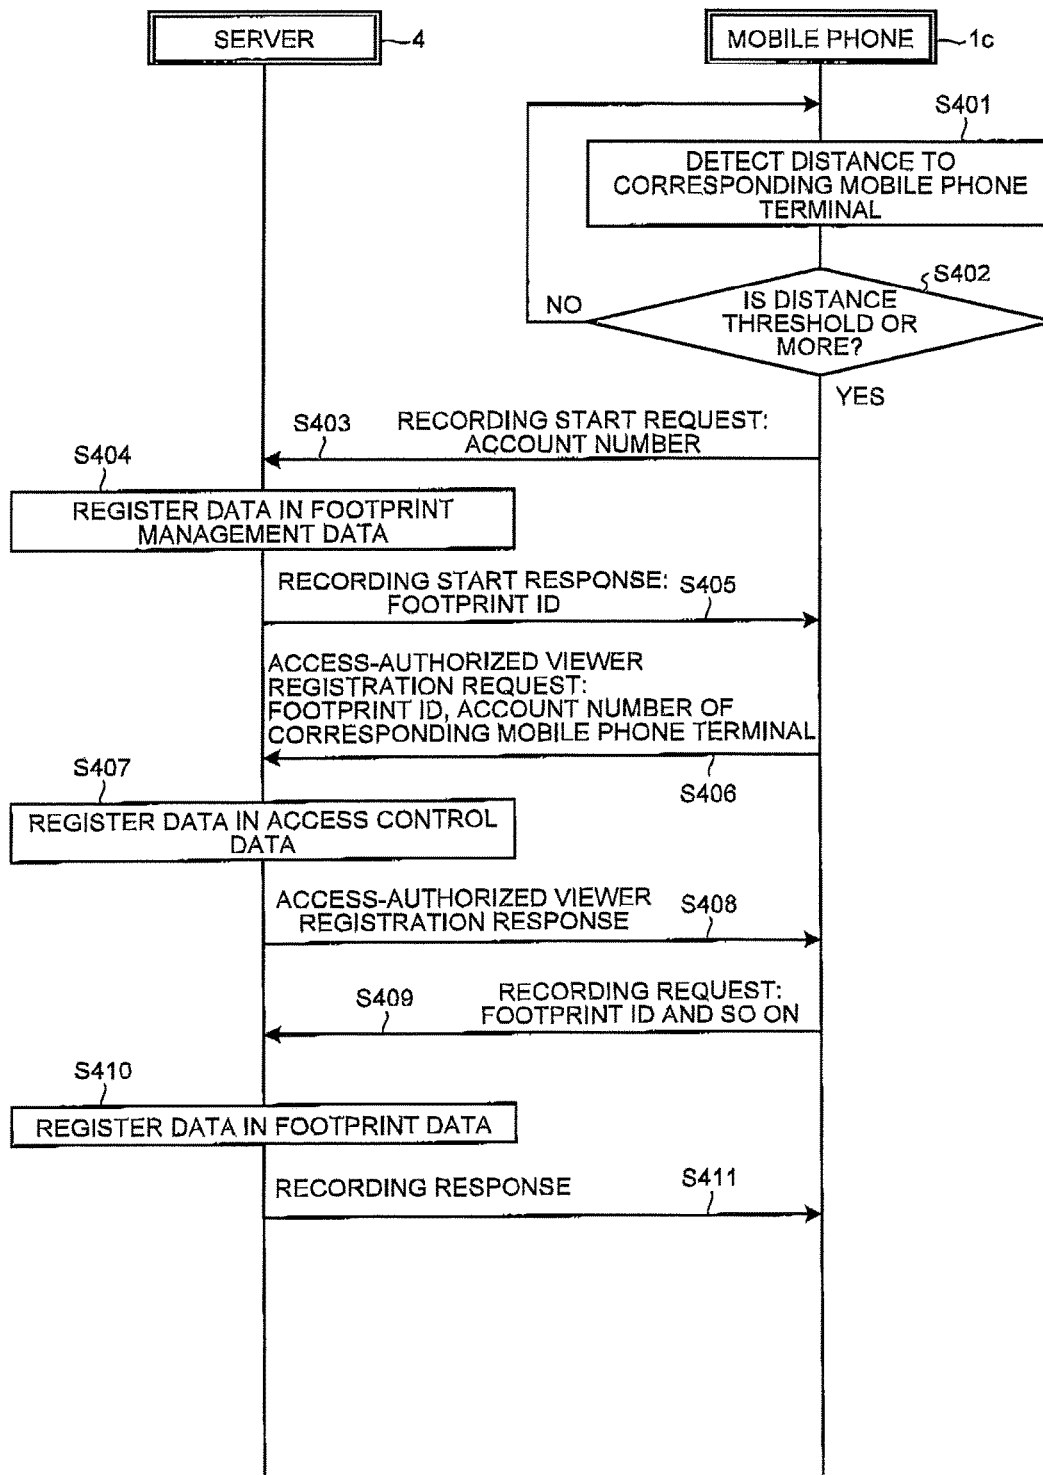 SERVER
4
MOBILE PHONE
1c
S401
DETECT DISTANCE TO
CORRESPONDING MOBILE PHONE
TERMINAL
S402
IS DISTANCE
THRESHOLD OR
MORE?
NO
YES
S403
RECORDING START REQUEST:
ACCOUNT NUMBER
S404
REGISTER DATA IN FOOTPRINT
MANAGEMENT DATA
RECORDING START RESPONSE:
FOOTPRINT ID
S405
ACCESS-AUTHORIZED VIEWER
REGISTRATION REQUEST:
FOOTPRINT ID, ACCOUNT NUMBER OF
CORRESPONDING MOBILE PHONE TERMINAL
S406
S407
REGISTER DATA IN ACCESS CONTROL
DATA
ACCESS-AUTHORIZED VIEWER
REGISTRATION RESPONSE
S408
S409
RECORDING REQUEST:
FOOTPRINT ID AND SO ON
S410
REGISTER DATA IN FOOTPRINT DATA
RECORDING RESPONSE
S411